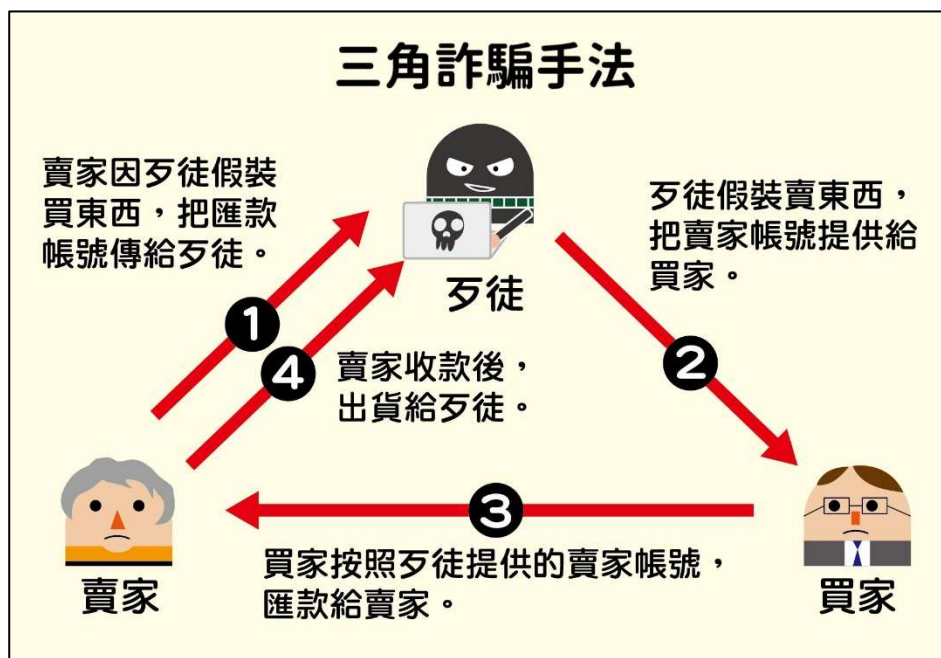 三角詐騙手法
賣家因歹徒假裝
買東西，把匯款
帳號傳給歹徒。
歹徒假裝賣東西，
把賣家帳號提供給
買家。
歹徒
1
4
賣家收款後，
出貨給歹徒。
2
3
買家按照歹徒提供的賣家帳號，
匯款給賣家。
賣家
買家